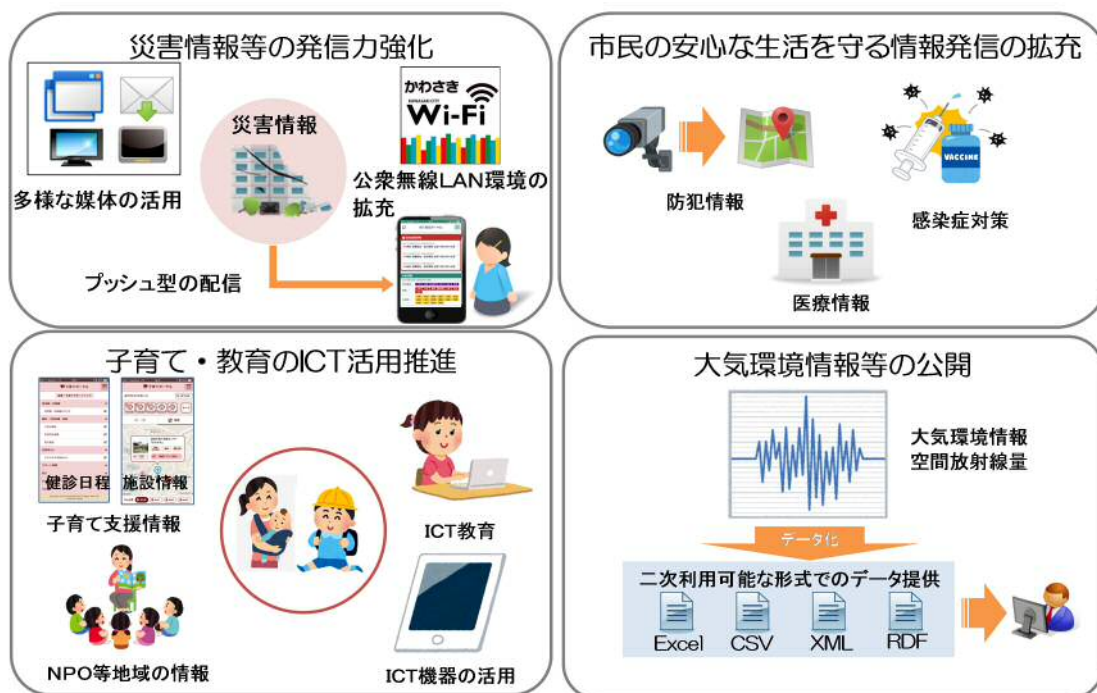 災害情報等の発信力強化
かわさき
KAWASAKI CITY
Wi-Fi
災害情報
多様な媒体の活用
公衆無線LAN環境の
拡充
プッシュ型の配信
市民の安心な生活を守る情報発信の拡充
VACCINE
防犯情報
感染症対策
医療情報
子育て・教育のICT活用推進
健診日程
施設情報
子育て支援情報
ICT教育
NPO等地域の情報
ICT機器の活用
大気環境情報等の公開
大気環境情報
空間放射線量
データ化
二次利用可能な形式でのデータ提供
Excel
CSV
XML
RDF